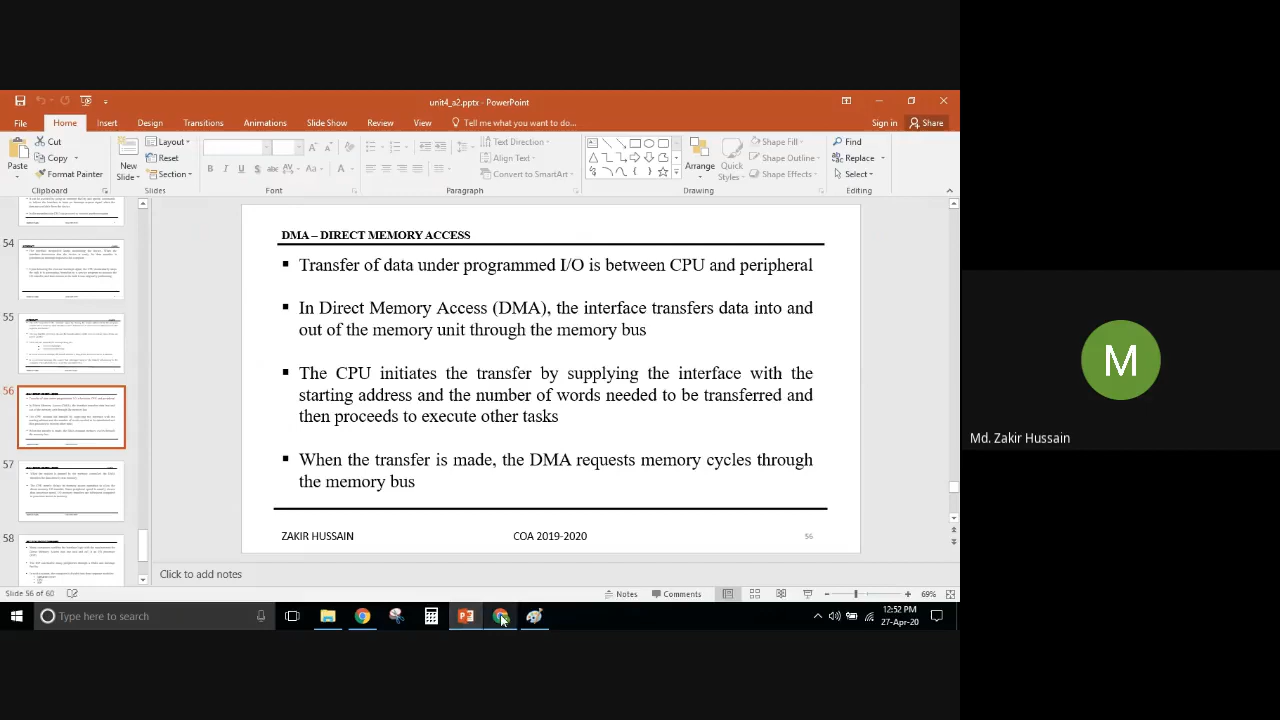 unit4_a2.pptx - PowerPoint
File Home Insert Design Transitions Animations Slide Show Review View Tell me what you want to do... Sign in Share
Paste
Cut
Copy
Format Painter
Clipboard
New
Slide
Layout
Reset
Section
Slides
B I U S abc AV Aa A
Font
Paragraph
Text Direction
Align Text
Convert to SmartArt
Arrange
Quick
Styles
Shape Fill
Shape Outline
Shape Effects
Drawing
Find
Replace
Select
Editing
54
55
56
57
58
DMA – DIRECT MEMORY ACCESS
Transfer of data under programmed I/O is between CPU and peripheral
In Direct Memory Access (DMA), the interface transfers data into and
out of the memory unit through the memory bus
The CPU initiates the transfer by supplying the interface with the
starting address and the number of words needed to be transferred and
then proceeds to execute other tasks
When the transfer is made, the DMA requests memory cycles through
the memory bus
ZAKIR HUSSAIN COA 2019-2020 56
Click to add notes
Slide 56 of 60 Notes Comments 69%
Type here to search
12:52 PM
27-Apr-20
M
Md. Zakir Hussain